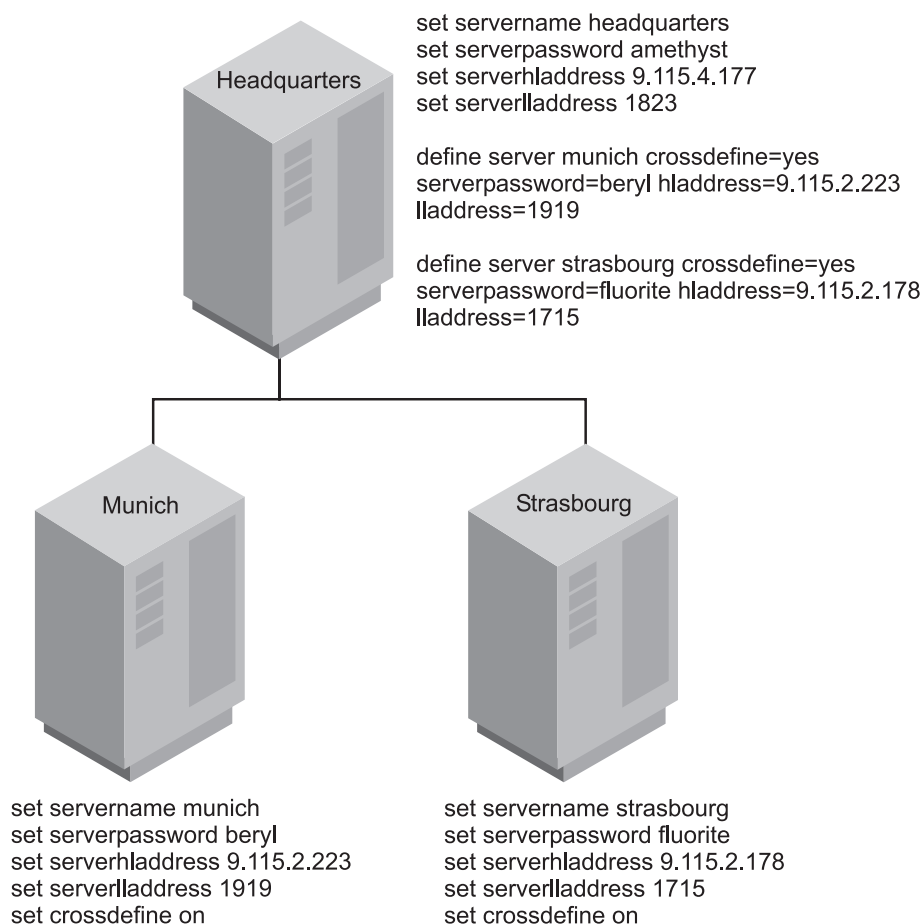 set servername headquarters
set serverpassword amethyst
set serverhladdress 9.115.4.177
set serverlladdress 1823
Headquarters
define server munich crossdefine=yes
serverpassword=beryl hladdress=9.115.2.223
lladdress=1919
define server strasbourg crossdefine=yes
serverpassword=fluorite hladdress=9.115.2.178
lladdress=1715
Munich
Strasbourg
set servername munich
set serverpassword beryl
set serverhladdress 9.115.2.223
set serverlladdress 1919
set crossdefine on
set servername strasbourg
set serverpassword fluorite
set serverhladdress 9.115.2.178
set serverlladdress 1715
set crossdefine on